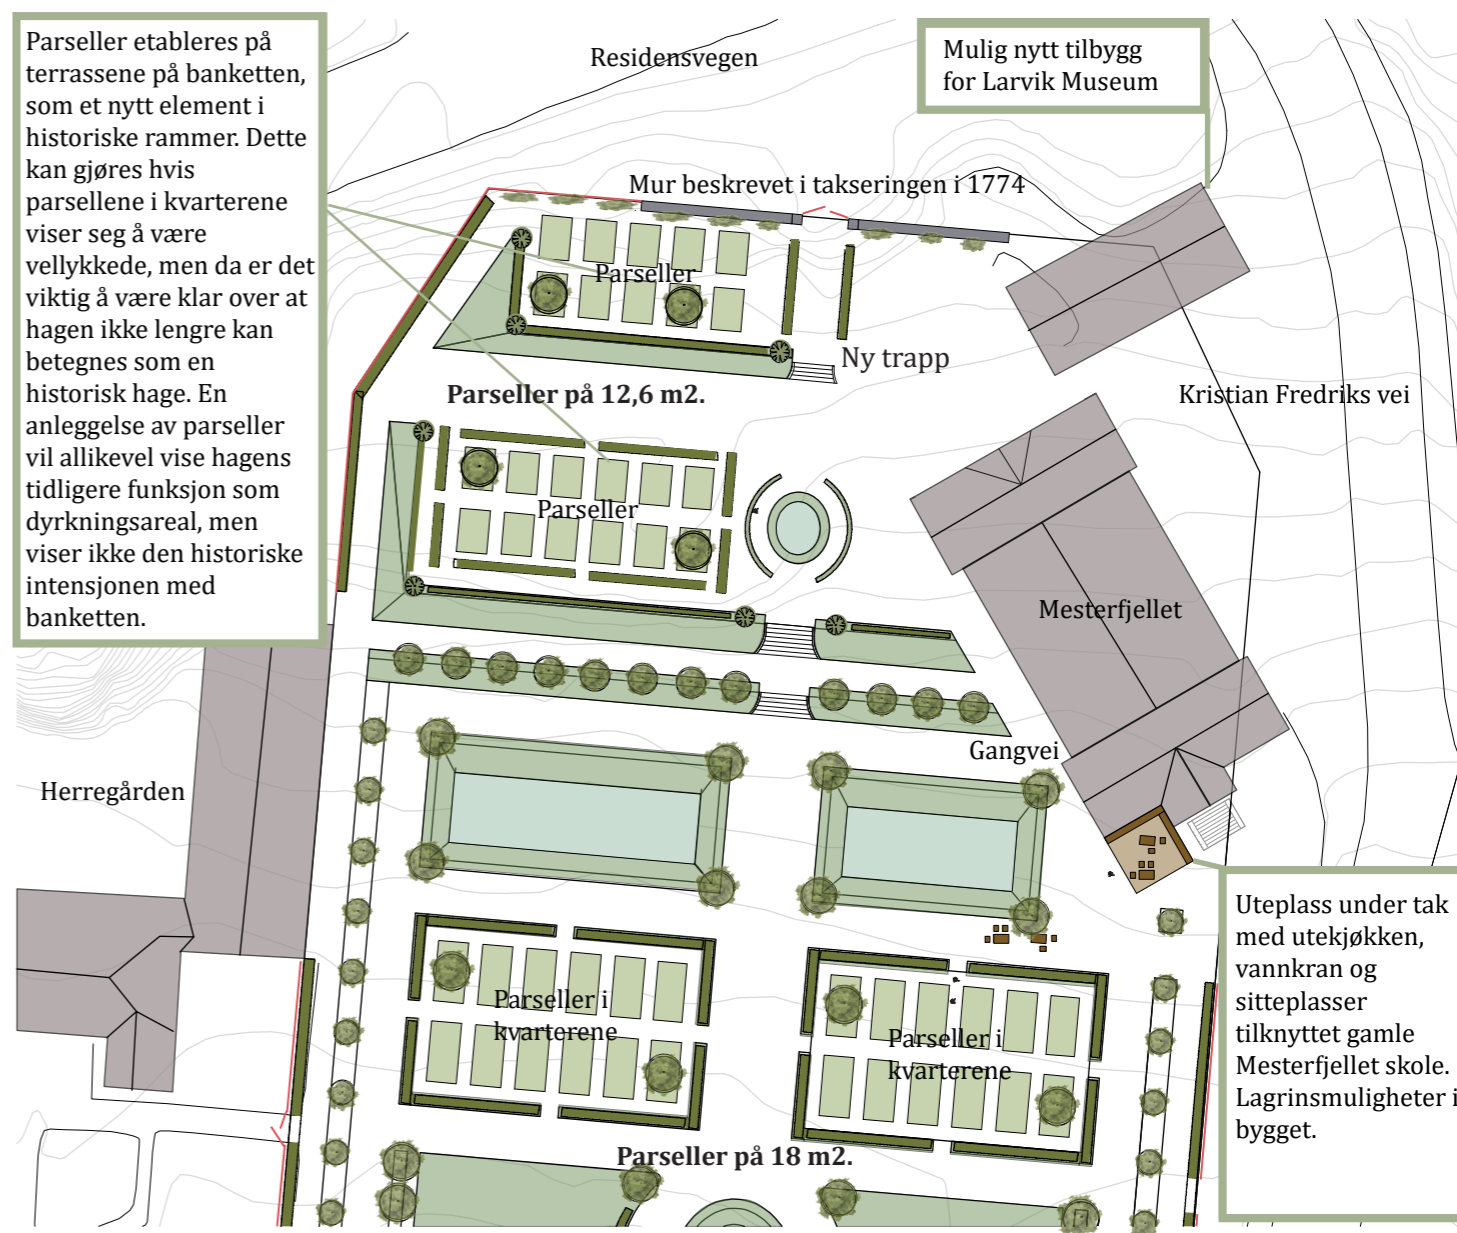 Parseller etableres på
terrassene på banketten,
som et nytt element i
historiske rammer. Dette
kan gjøres hvis
parsellene i kvarterene
viser seg å være
vellykkede, men da er det
viktig å være klar over at
hagen ikke lengre kan
betegnes som en
historisk hage. En
anleggelse av parseller
vil allikevel vise hagens
tidligere funksjon som
dyrkningsareal, men
viser ikke den historiske
intensjonen med
banketten.
Residensvegen
Mulig nytt tilbygg
for Larvik Museum
Mur beskrevet i takseringen i 1774
Parseller
Ny trapp
Parseller på 12,6 m2.
Kristian Fredriks vei
Parseller
Mesterfjellet
Gangvei
Herregården
Parseller i
kvarterene
Parseller i
kvarterene
Parseller på 18 m2.
Uteplass under tak
med utekjøkken,
vannkran og
sitteplasser
tilknyttet gamle
Mesterfjellet skole.
Lagrinsmuligheter i
bygget.